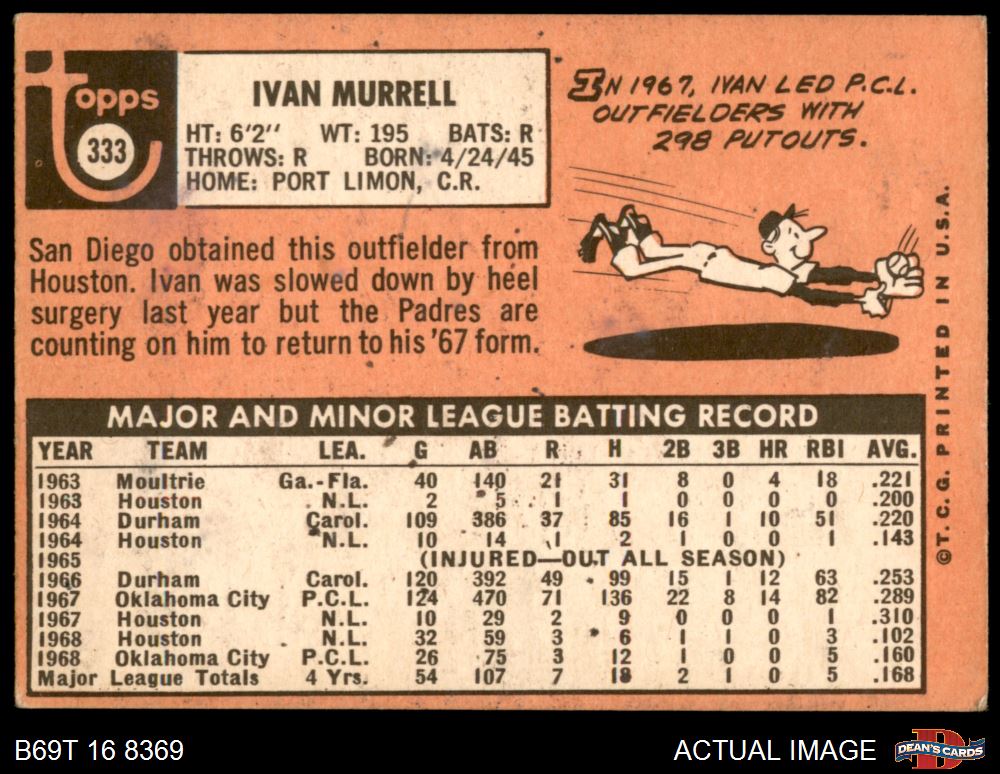 Topps
333
IVAN MURRELL
HT: 6'2" WT: 195 BATS: R
THROWS: R BORN: 4/24/45
HOME: PORT LIMON, C.R.
IN 1967, IVAN LED P.C.L.
OUTFIELDERS WITH
298 PUTOUTS.
San Diego obtained this outfielder from
Houston. Ivan was slowed down by heel
surgery last year but the Padres are
counting on him to return to his '67 form.
MAJOR AND MINOR LEAGUE BATTING RECORD
YEAR TEAM LEA. G AB R H 2B 3B HR RBI AVG.
1963 Moultrie Ga.-Fla. 40 140 21 31 8 0 4 18 .221
1963 Houston N.L. 2 5 1 1 0 0 0 0 .200
1964 Durham Carol. 109 386 37 85 16 1 10 51 .220
1964 Houston N.L. 10 14 1 2 1 0 0 1 .143
1965 (INJURED—OUT ALL SEASON)
1966 Durham Carol. 120 392 49 99 15 1 12 63 .253
1967 Oklahoma City P.C.L. 124 470 71 136 22 8 14 82 .289
1967 Houston N.L. 10 29 2 9 0 0 0 1 .310
1968 Houston N.L. 32 59 3 6 1 1 0 3 .102
1968 Oklahoma City P.C.L. 26 75 3 12 1 0 0 5 .160
Major League Totals 4 Yrs. 54 107 7 18 2 1 0 5 .168
©T. C. G. PRINTED IN U.S.A.
B69T 16 8369
ACTUAL IMAGE
DEAN'S CARDS